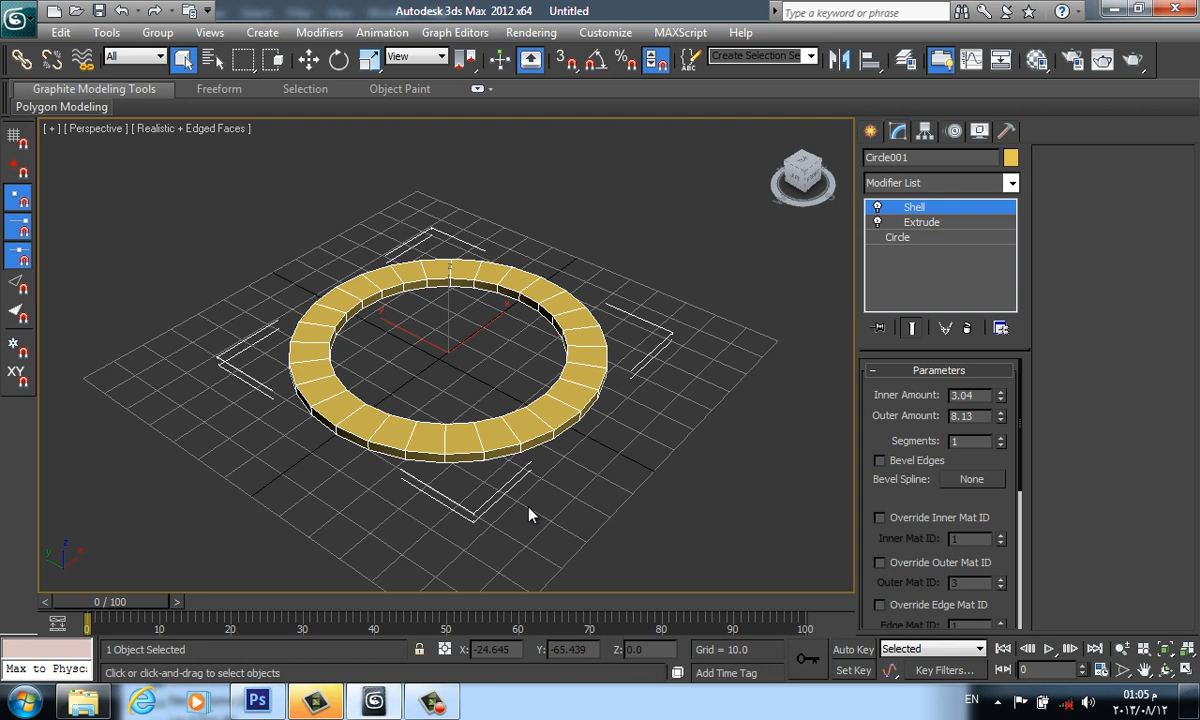 Autodesk 3ds Max 2012 x64 Untitled
Type a keyword or phrase
Edit Tools Group Views Create Modifiers Animation Graph Editors Rendering Customize MAXScript Help
All View Create Selection Se
Graphite Modeling Tools Freeform Selection Object Paint
Polygon Modeling
[ + ] [ Perspective ] [ Realistic + Edged Faces ]
Circle001
Modifier List
Shell
Extrude
Circle
Parameters
Inner Amount: 3.04
Outer Amount: 8.13
Segments: 1
Bevel Edges
Bevel Spline: None
Override Inner Mat ID
Inner Mat ID: 1
Override Outer Mat ID
Outer Mat ID: 3
Override Edge Mat ID
Edge Mat ID: 1
XY
z
y
x
z
y
x
< 0 / 100 >
0 10 20 30 40 50 60 70 80 90 100
1 Object Selected X: -24.645 Y: -65.439 Z: 0.0 Grid = 10.0 Auto Key Selected
Max to Physc. Click or click-and-drag to select objects Add Time Tag Set Key Key Filters... 0
Ps
EN
01:05 م
٢٠١٣/٠٨/١٢